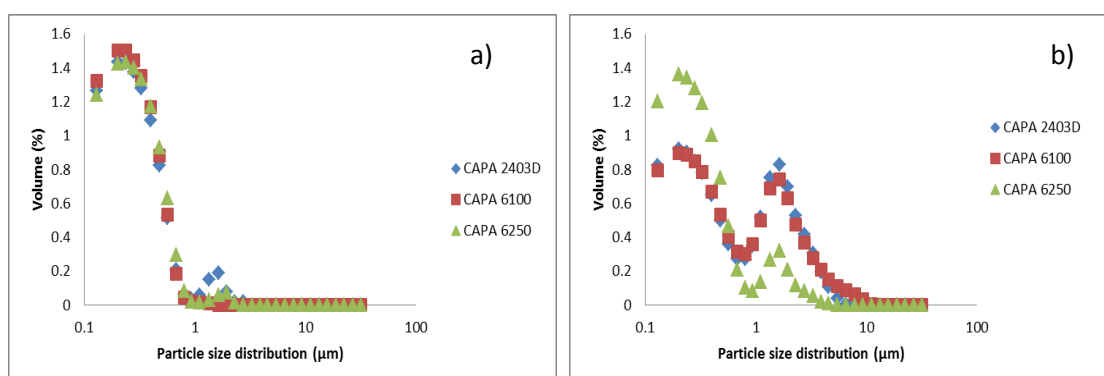 a)
1.6
1.4
1.2
1
0.8
0.6
0.4
0.2
0
0.1
1
10
100
Volume (%)
Particle size distribution (μm)
CAPA 2403D
CAPA 6100
CAPA 6250
b)
1.6
1.4
1.2
1
0.8
0.6
0.4
0.2
0
0.1
1
10
100
Volume (%)
Particle size distribution (μm)
CAPA 2403D
CAPA 6100
CAPA 6250